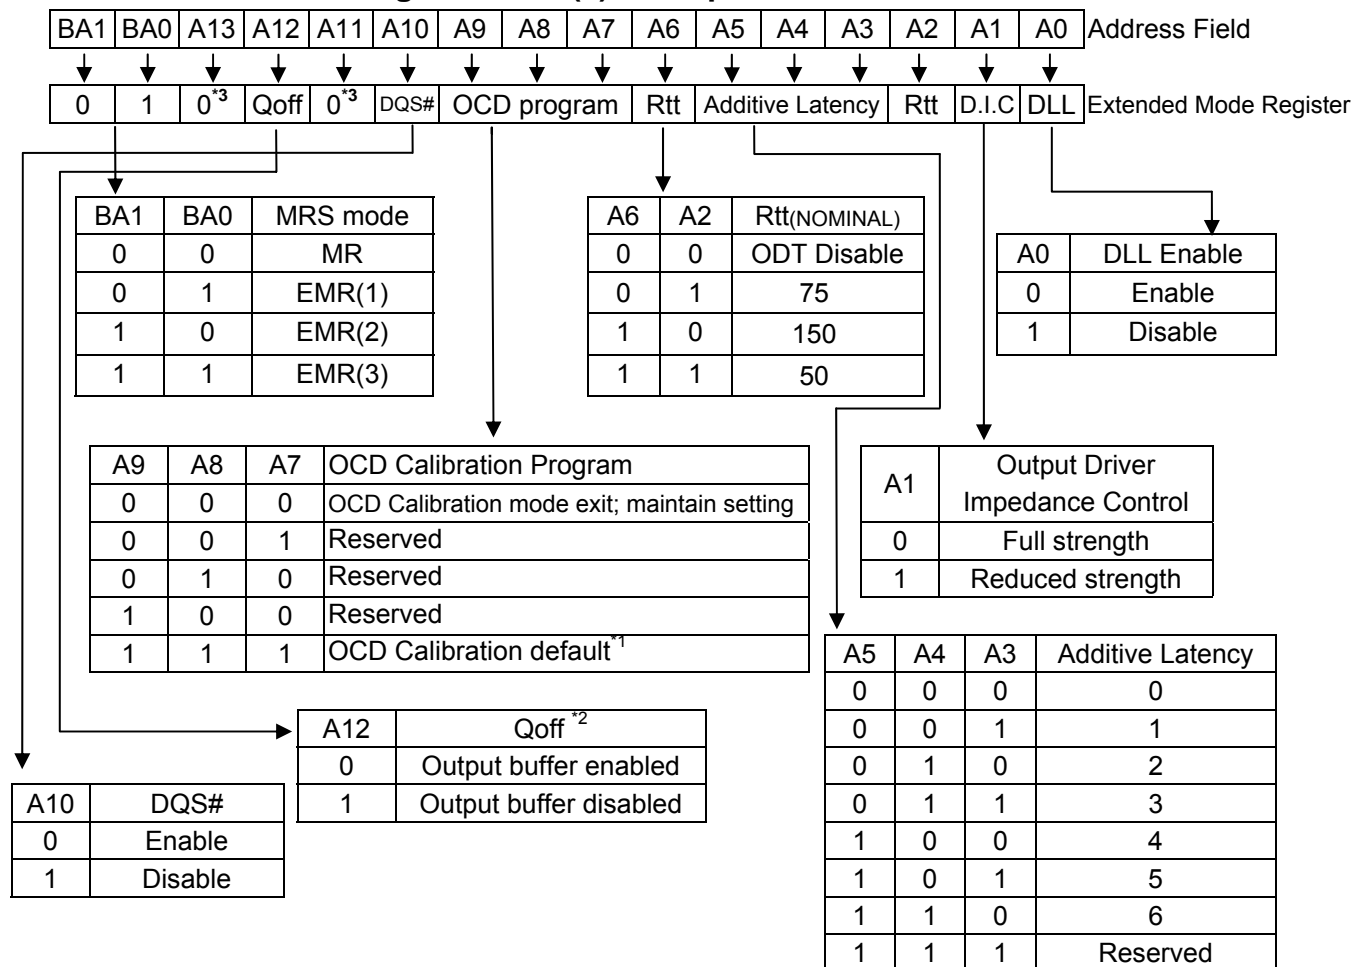 BA1 BA0 A13 A12 A11 A10 A9 A8 A7 A6 A5 A4 A3 A2 A1 A0 Address Field
0 1 0*3 Qoff 0*3 DQS# OCD program Rtt Additive Latency Rtt D.I.C DLL Extended Mode Register
BA1 BA0 MRS mode
0 0 MR
0 1 EMR(1)
1 0 EMR(2)
1 1 EMR(3)
A6 A2 Rtt(NOMINAL)
0 0 ODT Disable
0 1 75
1 0 150
1 1 50
A0 DLL Enable
0 Enable
1 Disable
A9 A8 A7 OCD Calibration Program
0 0 0 OCD Calibration mode exit; maintain setting
0 0 1 Reserved
0 1 0 Reserved
1 0 0 Reserved
1 1 1 OCD Calibration default*1
A1 Output Driver
Impedance Control
0 Full strength
1 Reduced strength
A12 Qoff *2
0 Output buffer enabled
1 Output buffer disabled
A10 DQS#
0 Enable
1 Disable
A5 A4 A3 Additive Latency
0 0 0 0
0 0 1 1
0 1 0 2
0 1 1 3
1 0 0 4
1 0 1 5
1 1 0 6
1 1 1 Reserved